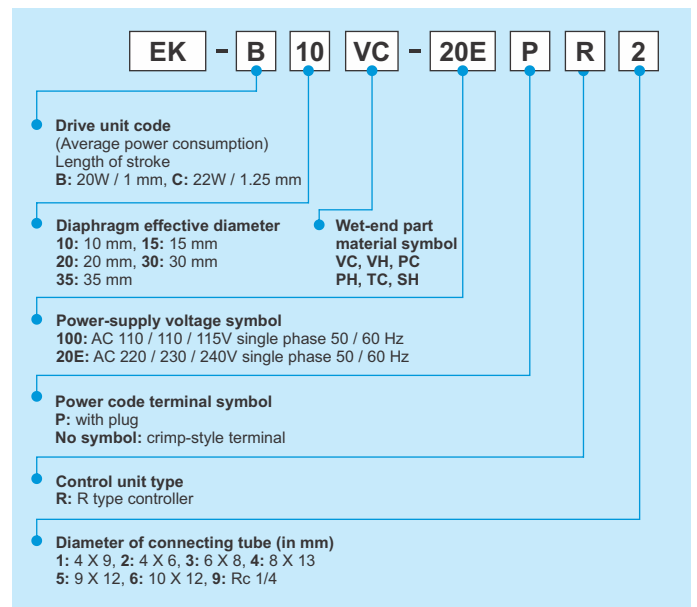 EK - B 10 VC - 20E P R 2
Drive unit code
(Average power consumption)
Length of stroke
B: 20W / 1 mm, C: 22W / 1.25 mm
Diaphragm effective diameter
10: 10 mm, 15: 15 mm
20: 20 mm, 30: 30 mm
35: 35 mm
Wet-end part
material symbol
VC, VH, PC
PH, TC, SH
Power-supply voltage symbol
100: AC 110 / 110 / 115V single phase 50 / 60 Hz
20E: AC 220 / 230 / 240V single phase 50 / 60 Hz
Power code terminal symbol
P: with plug
No symbol: crimp-style terminal
Control unit type
R: R type controller
Diameter of connecting tube (in mm)
1: 4 X 9, 2: 4 X 6, 3: 6 X 8, 4: 8 X 13
5: 9 X 12, 6: 10 X 12, 9: Rc 1/4